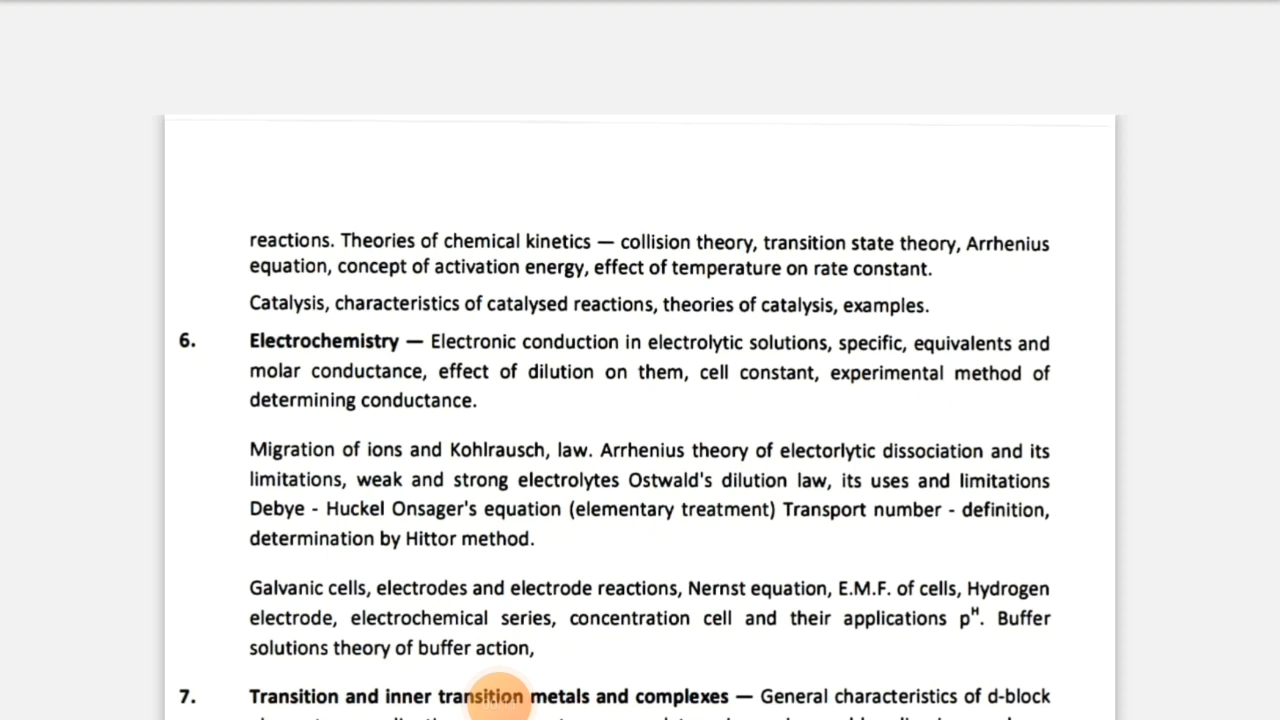 reactions. Theories of chemical kinetics — collision theory, transition state theory, Arrhenius
equation, concept of activation energy, effect of temperature on rate constant.
Catalysis, characteristics of catalysed reactions, theories of catalysis, examples.
6. Electrochemistry — Electronic conduction in electrolytic solutions, specific, equivalents and
molar conductance, effect of dilution on them, cell constant, experimental method of
determining conductance.
Migration of ions and Kohlrausch, law. Arrhenius theory of electorlytic dissociation and its
limitations, weak and strong electrolytes Ostwald's dilution law, its uses and limitations
Debye - Huckel Onsager's equation (elementary treatment) Transport number - definition,
determination by Hittor method.
Galvanic cells, electrodes and electrode reactions, Nernst equation, E.M.F. of cells, Hydrogen
electrode, electrochemical series, concentration cell and their applications pᴴ. Buffer
solutions theory of buffer action,
7. Transition and inner transition metals and complexes — General characteristics of d-block